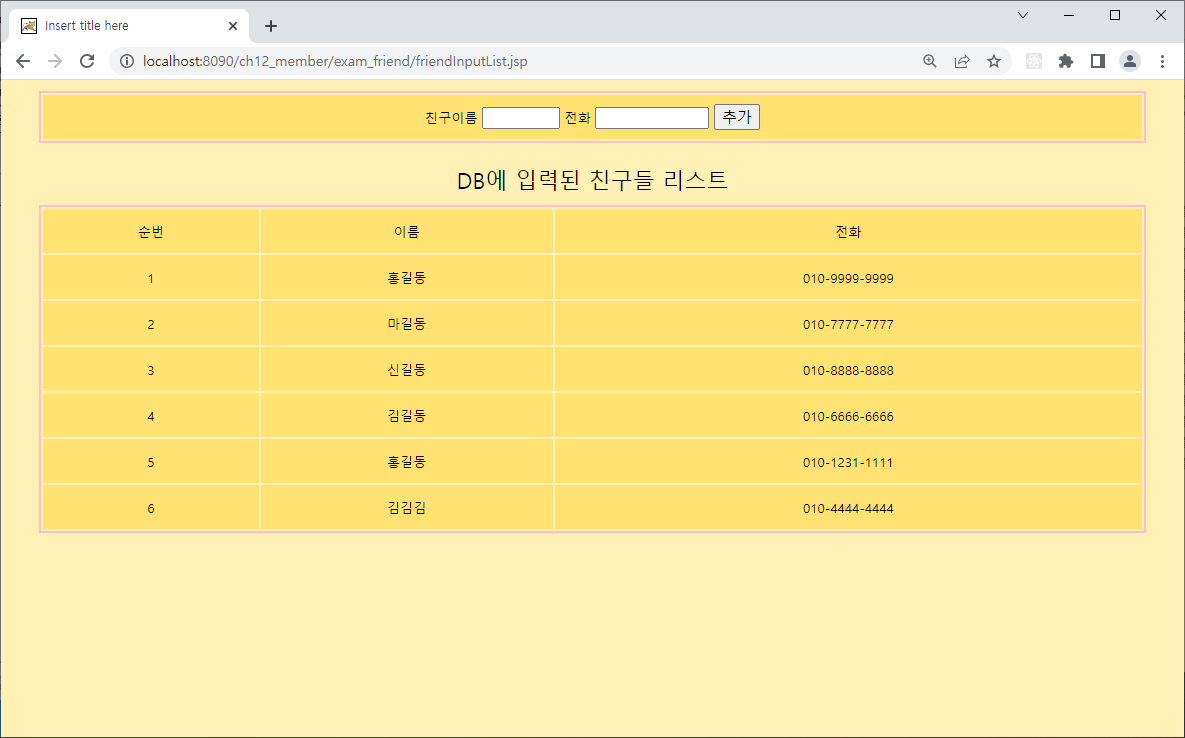 Insert title here
localhost:8090/ch12_member/exam_friend/friendInputList.jsp
친구이름 전화 추가
DB에 입력된 친구들 리스트
순번 이름 전화
1 홍길동 010-9999-9999
2 마길동 010-7777-7777
3 신길동 010-8888-8888
4 김길동 010-6666-6666
5 홍길동 010-1231-1111
6 김김김 010-4444-4444